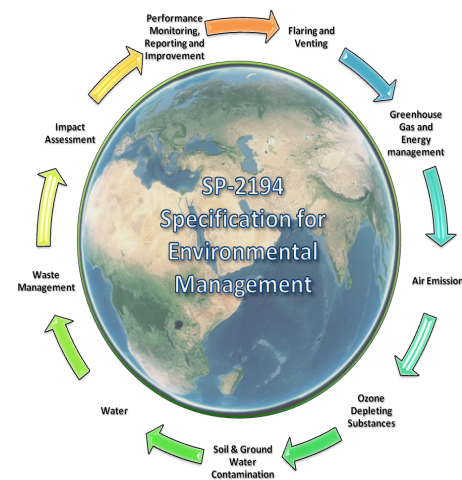 Performance
Monitoring,
Reporting and
Improvement
Flaring and
Venting
Greenhouse
Gas and
Energy
management
Air Emission
Ozone
Depleting
Substances
Soil & Ground
Water
Contamination
Water
Waste
Management
Impact
Assessment
SP-2194
Specification for
Environmental
Management